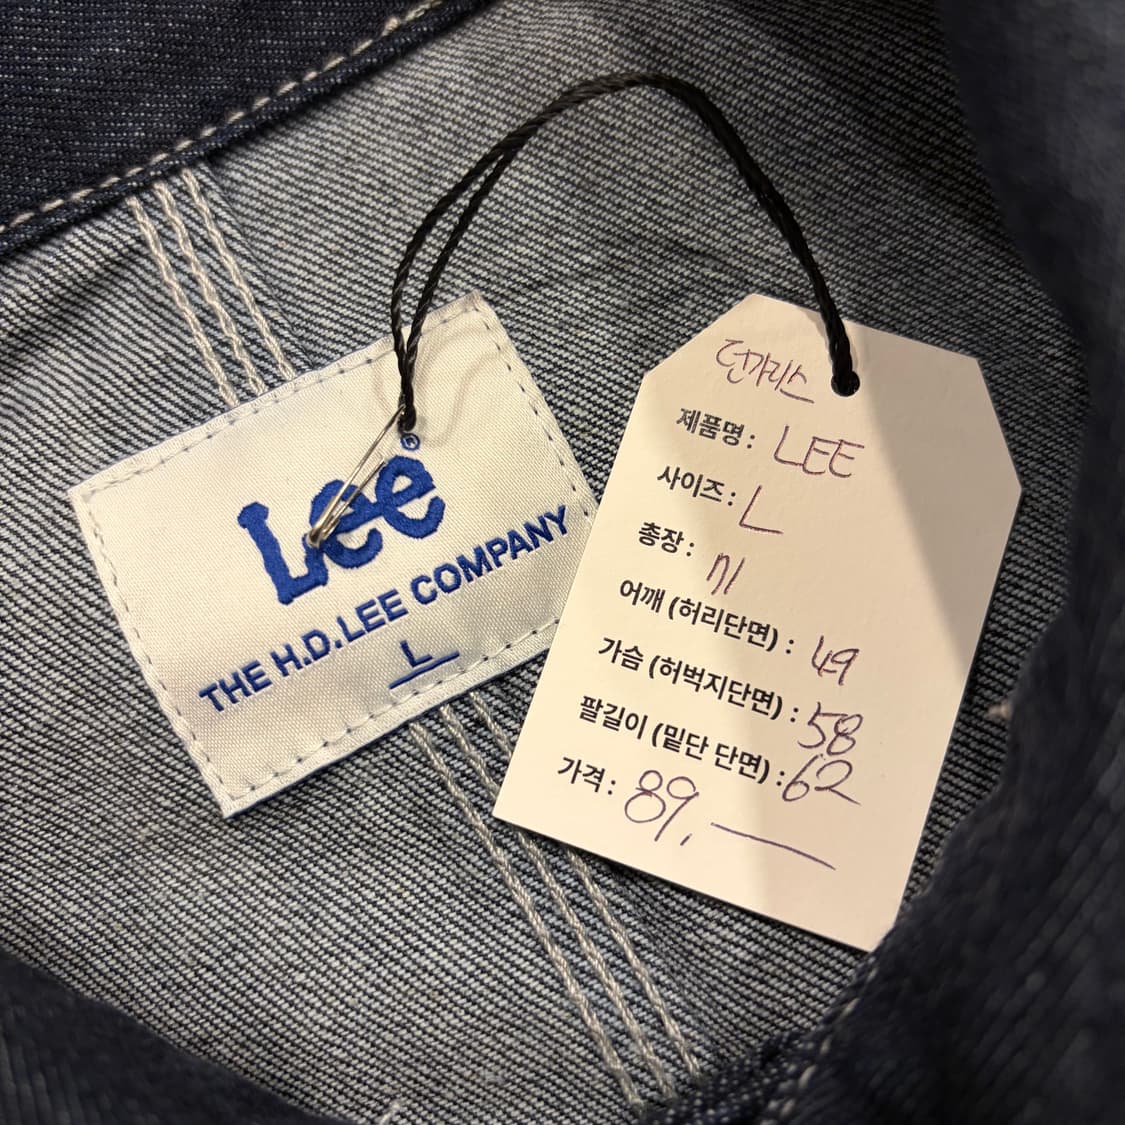 Lee®
THE H.D. LEE COMPANY
L
던가리스
제품명: LEE
사이즈: L
총장: 71
어깨 (허리단면) : 49
가슴 (허벅지단면) : 58
팔길이 (밑단 단면) : 62
가격: 89,—